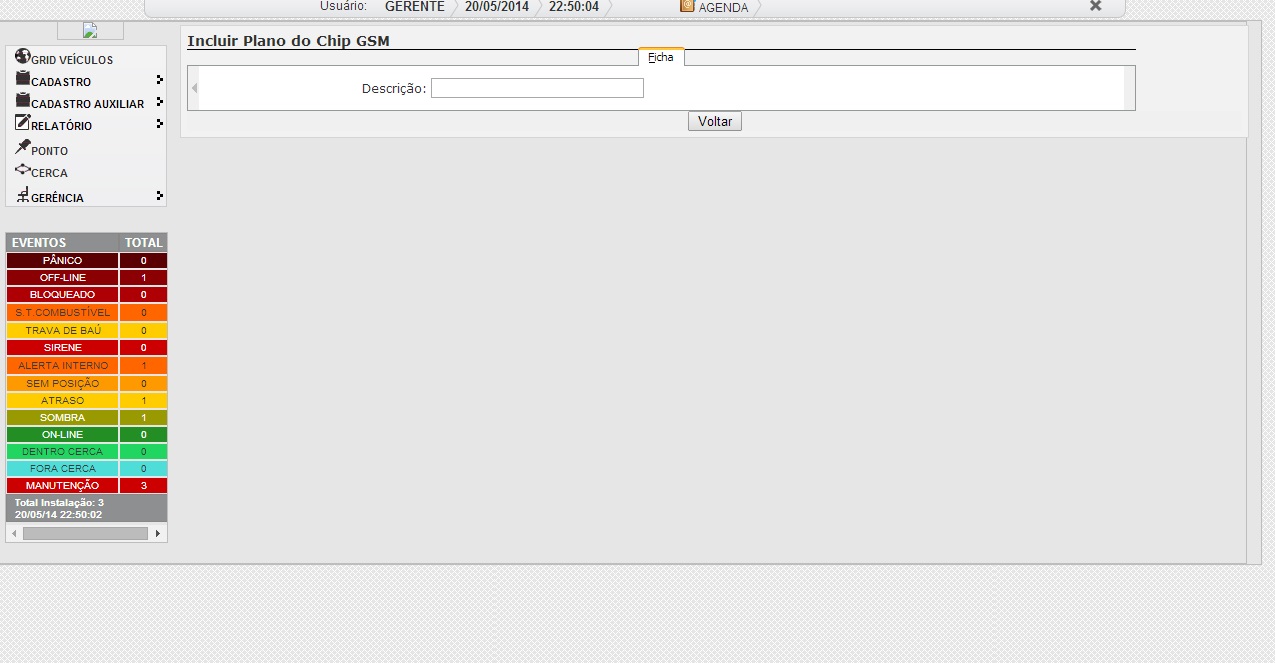 Usuário: GERENTE 20/05/2014 22:50:04 AGENDA
Incluir Plano do Chip GSM
Ficha
Descrição:
Voltar
GRID VEÍCULOS
CADASTRO
CADASTRO AUXILIAR
RELATÓRIO
PONTO
CERCA
GERÊNCIA
EVENTOS TOTAL
PÂNICO 0
OFF-LINE 1
BLOQUEADO 0
S.T.COMBUSTÍVEL 0
TRAVA DE BAÚ 0
SIRENE 0
ALERTA INTERNO 1
SEM POSIÇÃO 0
ATRASO 1
SOMBRA 1
ON-LINE 0
DENTRO CERCA 0
FORA CERCA 0
MANUTENÇÃO 3
Total Instalação: 3
20/05/14 22:50:02